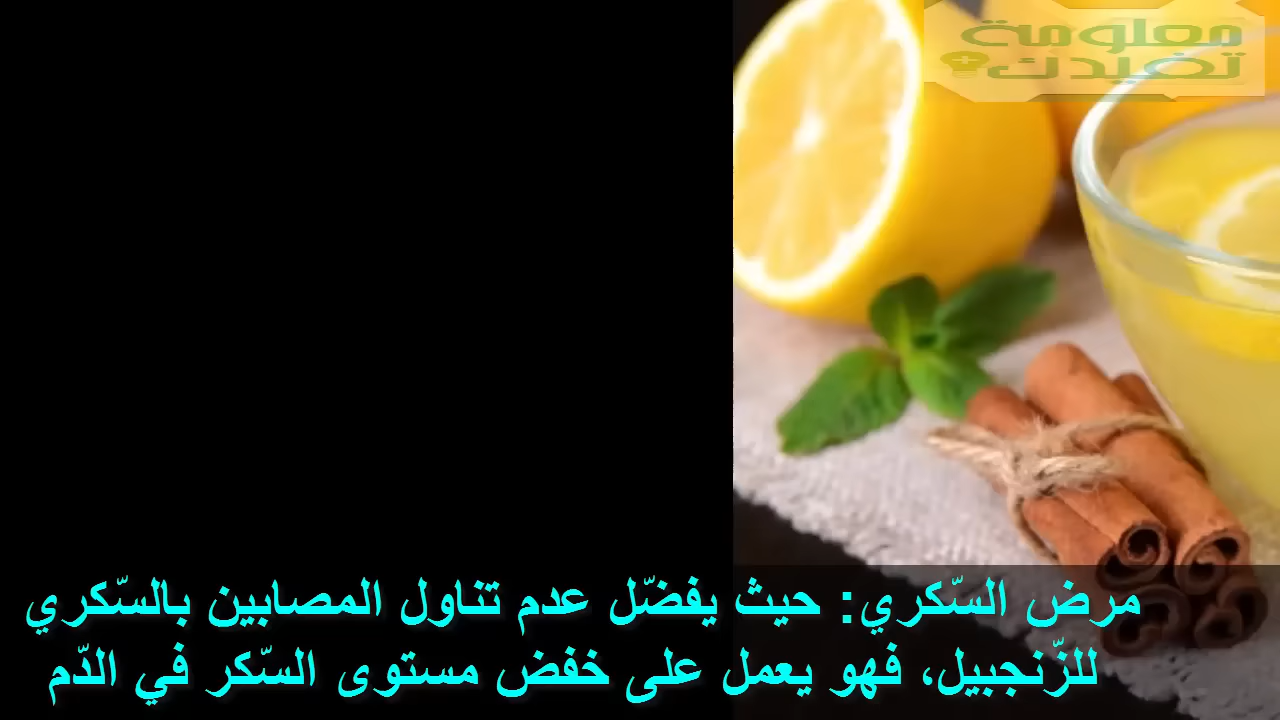 معلومة
تفيدك
مرض السّكري: حيث يفضّل عدم تناول المصابين بالسّكري
للزّنجبيل، فهو يعمل على خفض مستوى السّكر في الدّم